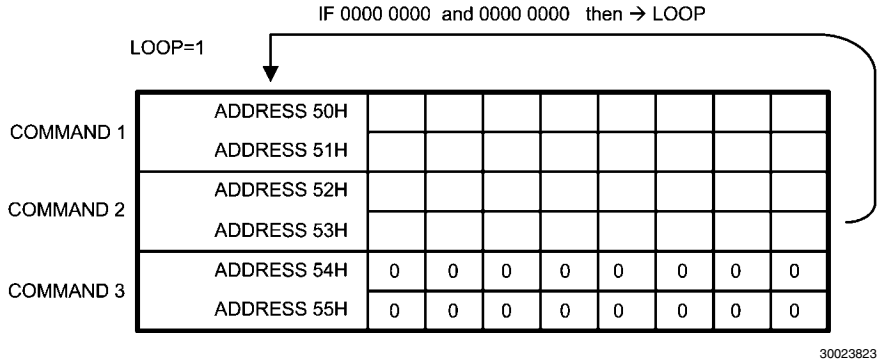 IF 0000 0000 and 0000 0000 then → LOOP
LOOP=1
COMMAND 1
ADDRESS 50H
ADDRESS 51H
COMMAND 2
ADDRESS 52H
ADDRESS 53H
COMMAND 3
ADDRESS 54H 0 0 0 0 0 0 0 0
ADDRESS 55H 0 0 0 0 0 0 0 0
30023823